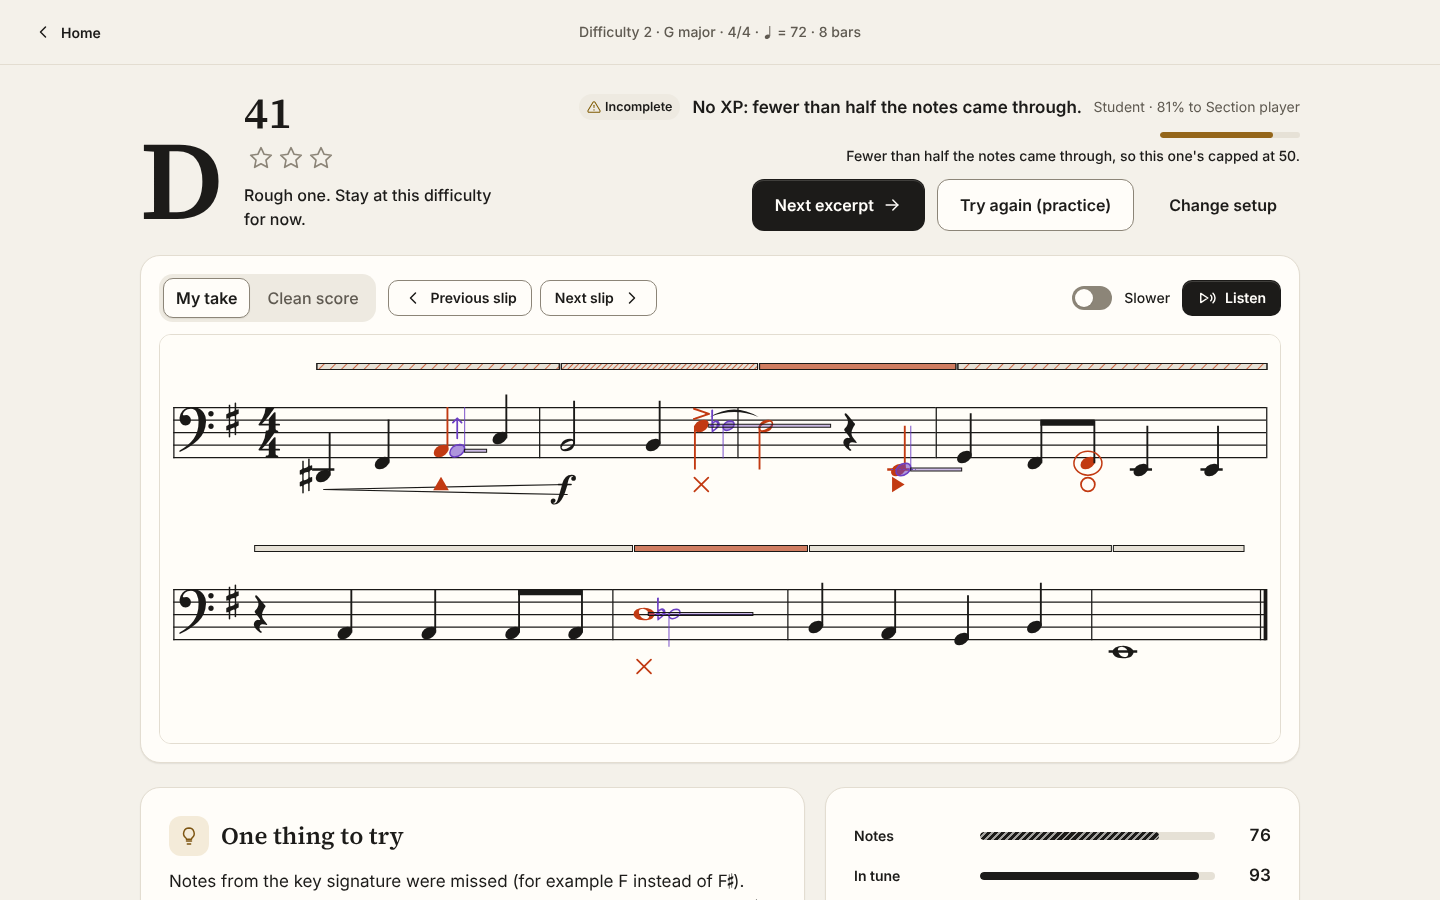 Home
Difficulty 2 · G major · 4/4 · ♩ = 72 · 8 bars
D
41
Rough one. Stay at this difficulty
for now.
Incomplete
No XP: fewer than half the notes came through.
Student · 81% to Section player
Fewer than half the notes came through, so this one's capped at 50.
Next excerpt →
Try again (practice)
Change setup
My take
Clean score
Previous slip
Next slip
Slower
Listen
4
4
f
One thing to try
Notes from the key signature were missed (for example F instead of F♯).
Notes 76
In tune 93